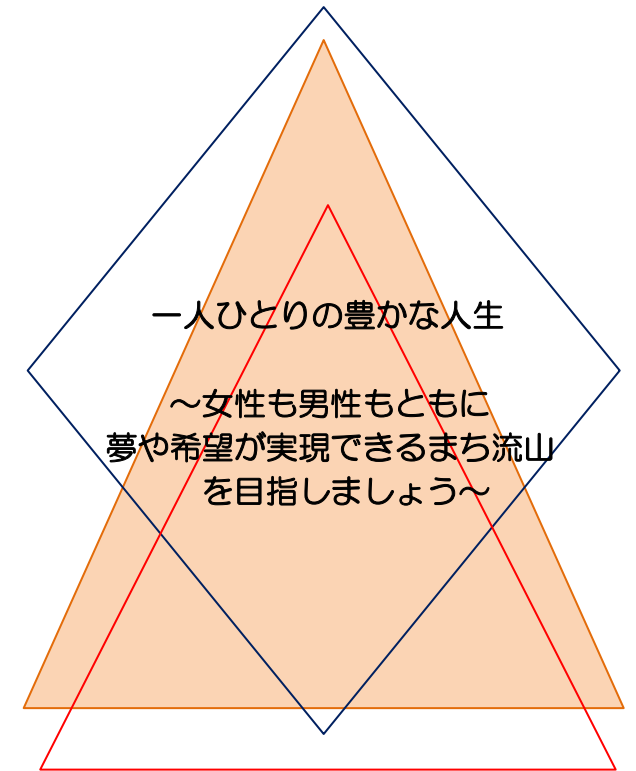 一人ひとりの豊かな人生
～女性も男性もともに
夢や希望が実現できるまち流山
を目指しましょう～